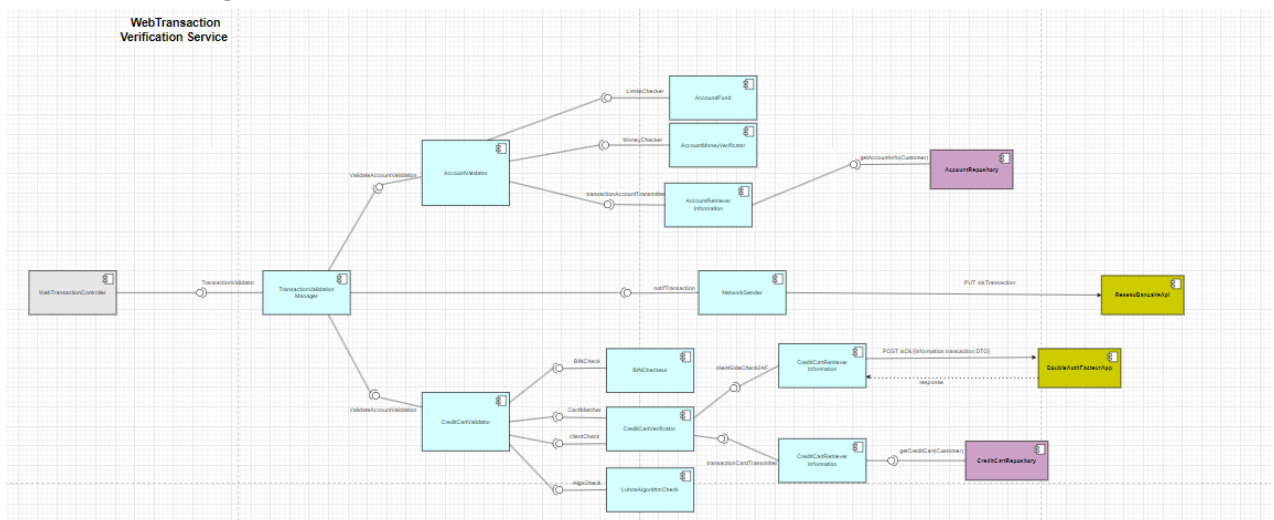 WebTransaction
Verification Service
LimiteChecker
AccountFund
MoneyChecker
AccountMoneyVerificator
ValidateAccountValidation
AccountValidator
getAccountInfo(Customer)
AccountRepository
transactionAccountTransmitter
AccountRetriever
Information
WebTransactionController
TransactionValidator
TransactionValidation
Manager
notifTransaction
NetworkSender
PUT /okTransaction
ReseauBancaireApi
BINCheck
BINCheckeur
clientSideCheck2AF
CreditCartRetriever
Information
POST isOk/(information transaction DTO)
response
DoubleAuthFacteurApp
ValidateAccountValidation
CreditCartValidator
CardMatcher
clientCheck
CreditCartVerificator
transactionCardTransmitter
CreditCartRetriever
Information
getCreditCart(Customer)
CreditCartRepository
AlgoCheck
LuhnsAlgorithmCheck